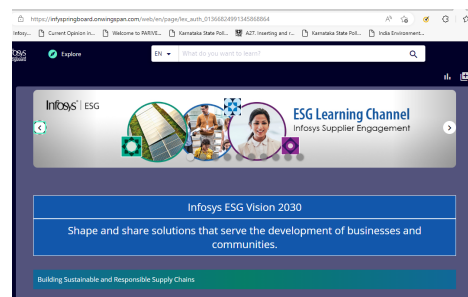 https://infyspringboard.onwingspan.com/web/en/page/lex_auth_01366824991345868864
Infosy... Current Opinion in... Welcome to PARIVE... Karnataka State Poll... A27. Inserting and r... Karnataka State Poll... India Environment...
Explore
EN
What do you want to learn?
Infosys | ESG
ESG Learning Channel
Infosys Supplier Engagement
Infosys ESG Vision 2030
Shape and share solutions that serve the development of businesses and
communities.
Building Sustainable and Responsible Supply Chains